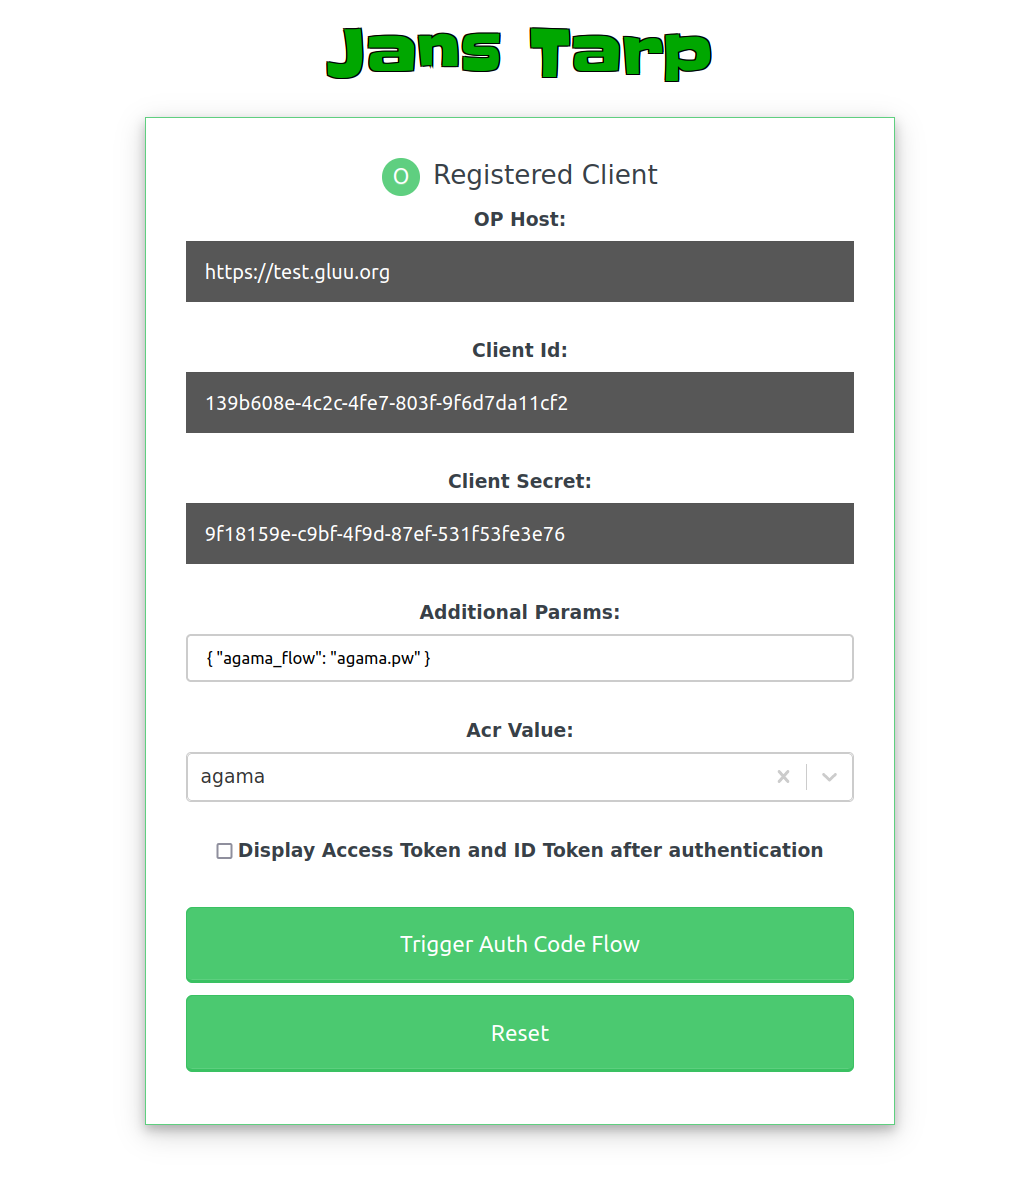 Jans Tarp
O Registered Client
OP Host:
https://test.gluu.org
Client Id:
139b608e-4c2c-4fe7-803f-9f6d7da11cf2
Client Secret:
9f18159e-c9bf-4f9d-87ef-531f53fe3e76
Additional Params:
{ "agama_flow": "agama.pw" }
Acr Value:
agama
Display Access Token and ID Token after authentication
Trigger Auth Code Flow
Reset